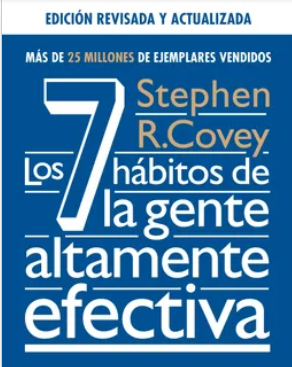 EDICIÓN REVISADA Y ACTUALIZADA
MÁS DE 25 MILLONES DE EJEMPLARES VENDIDOS
Stephen
R.Covey
Los 7 hábitos de
la gente
altamente
efectiva